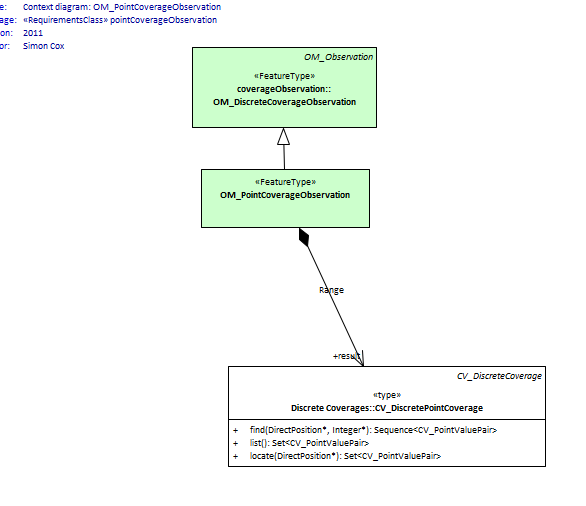 e: Context diagram: OM_PointCoverageObservation
age: «RequirementsClass» pointCoverageObservation
on: 2011
or: Simon Cox
OM_Observation
«FeatureType»
coverageObservation::
OM_DiscreteCoverageObservation
«FeatureType»
OM_PointCoverageObservation
Range
+result
CV_DiscreteCoverage
«type»
Discrete Coverages::CV_DiscretePointCoverage
+ find(DirectPosition*, Integer*): Sequence<CV_PointValuePair>
+ list(): Set<CV_PointValuePair>
+ locate(DirectPosition*): Set<CV_PointValuePair>